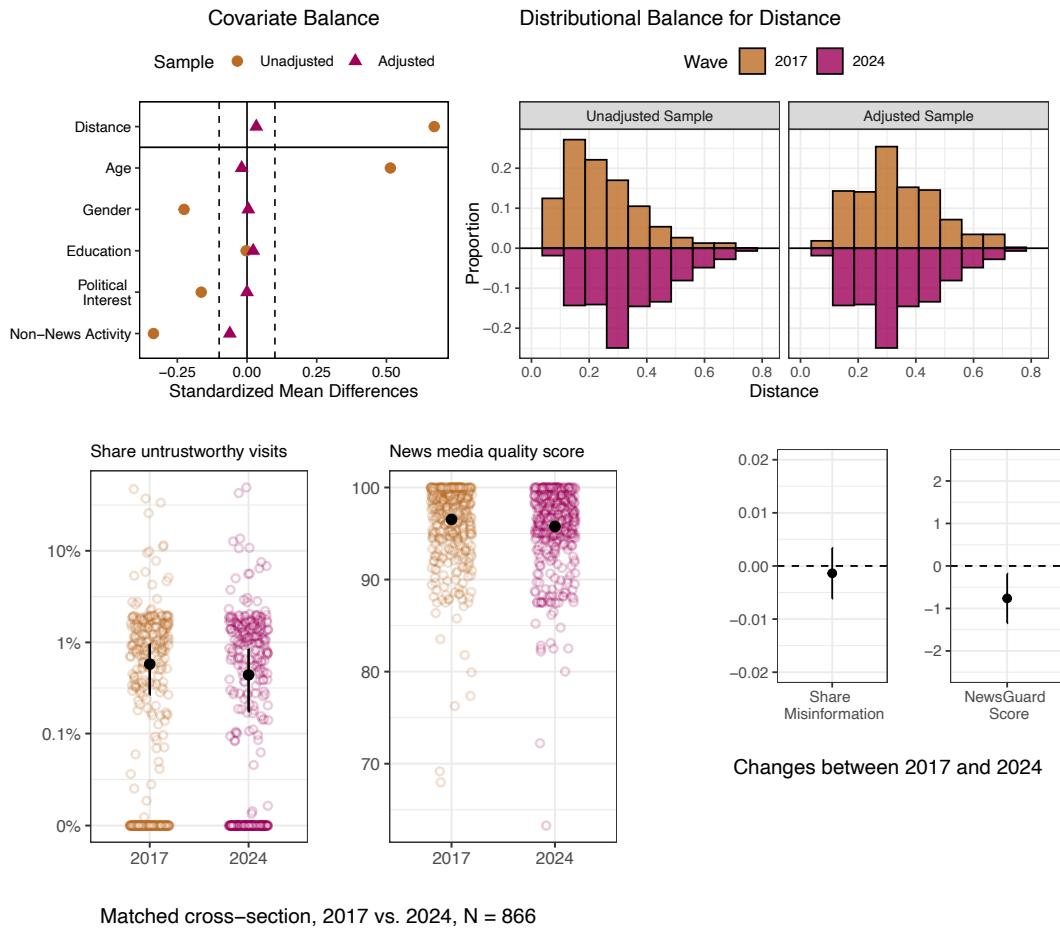 Covariate Balance
Sample Unadjusted Adjusted
Distance
Age
Gender
Education
Political
Interest
Non−News Activity
−0.25 0.00 0.25 0.50
Standardized Mean Differences
Distributional Balance for Distance
Wave 2017 2024
Unadjusted Sample Adjusted Sample
Proportion
0.2
0.1
0.0
−0.1
−0.2
0.0 0.2 0.4 0.6 0.8 0.0 0.2 0.4 0.6 0.8
Distance
Share untrustworthy visits
10%
1%
0.1%
0%
2017 2024
News media quality score
100
90
80
70
2017 2024
Matched cross−section, 2017 vs. 2024, N = 866
0.02
0.01
0.00
−0.01
−0.02
Share
Misinformation
2
1
0
−1
−2
NewsGuard
Score
Changes between 2017 and 2024